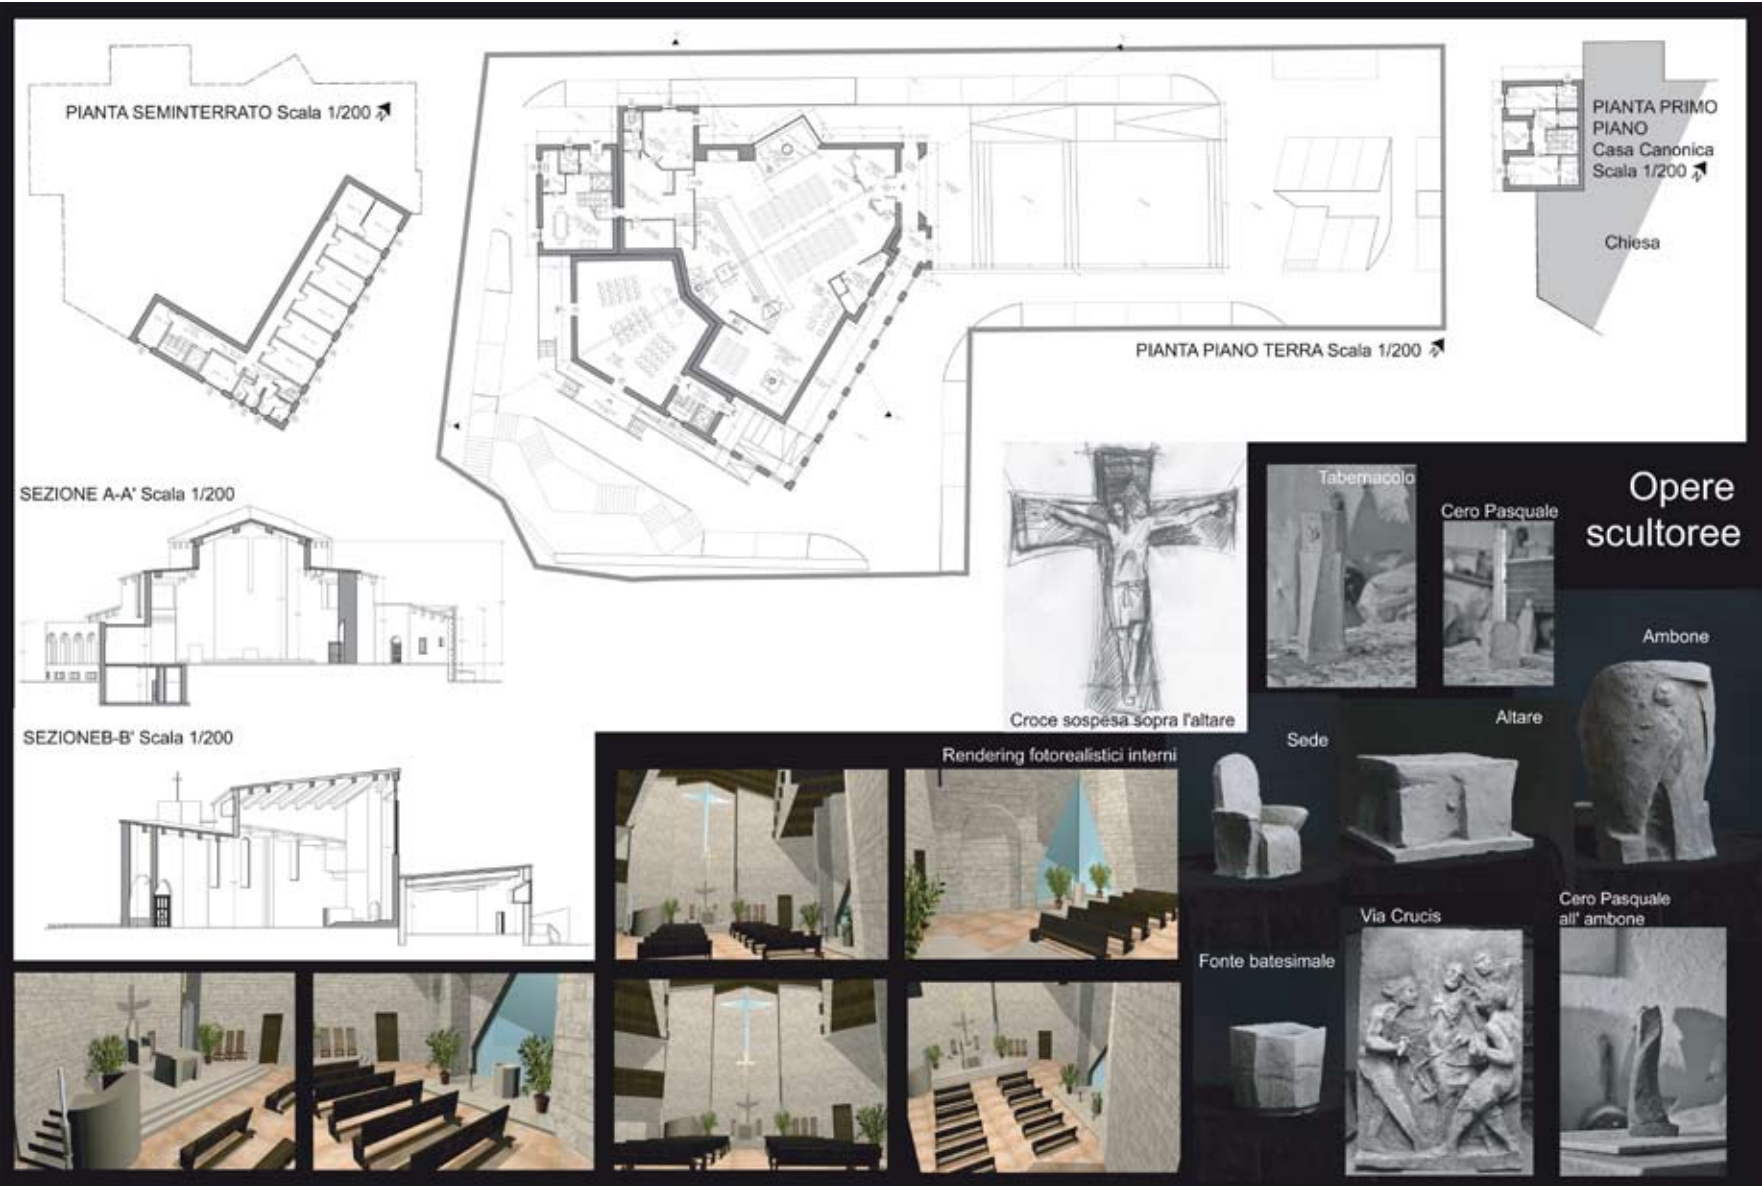 PIANTA SEMINTERRATO Scala 1/200
PIANTA PRIMO
PIANO
Casa Canonica
Scala 1/200
Chiesa
PIANTA PIANO TERRA Scala 1/200
SEZIONE A-A' Scala 1/200
SEZIONEB-B' Scala 1/200
Croce sospesa sopra l'altare
Rendering fotorealistici interni
Opere
scultoree
Tabernacolo
Cero Pasquale
Ambone
Altare
Sede
Cero Pasquale
all' ambone
Via Crucis
Fonte batesimale